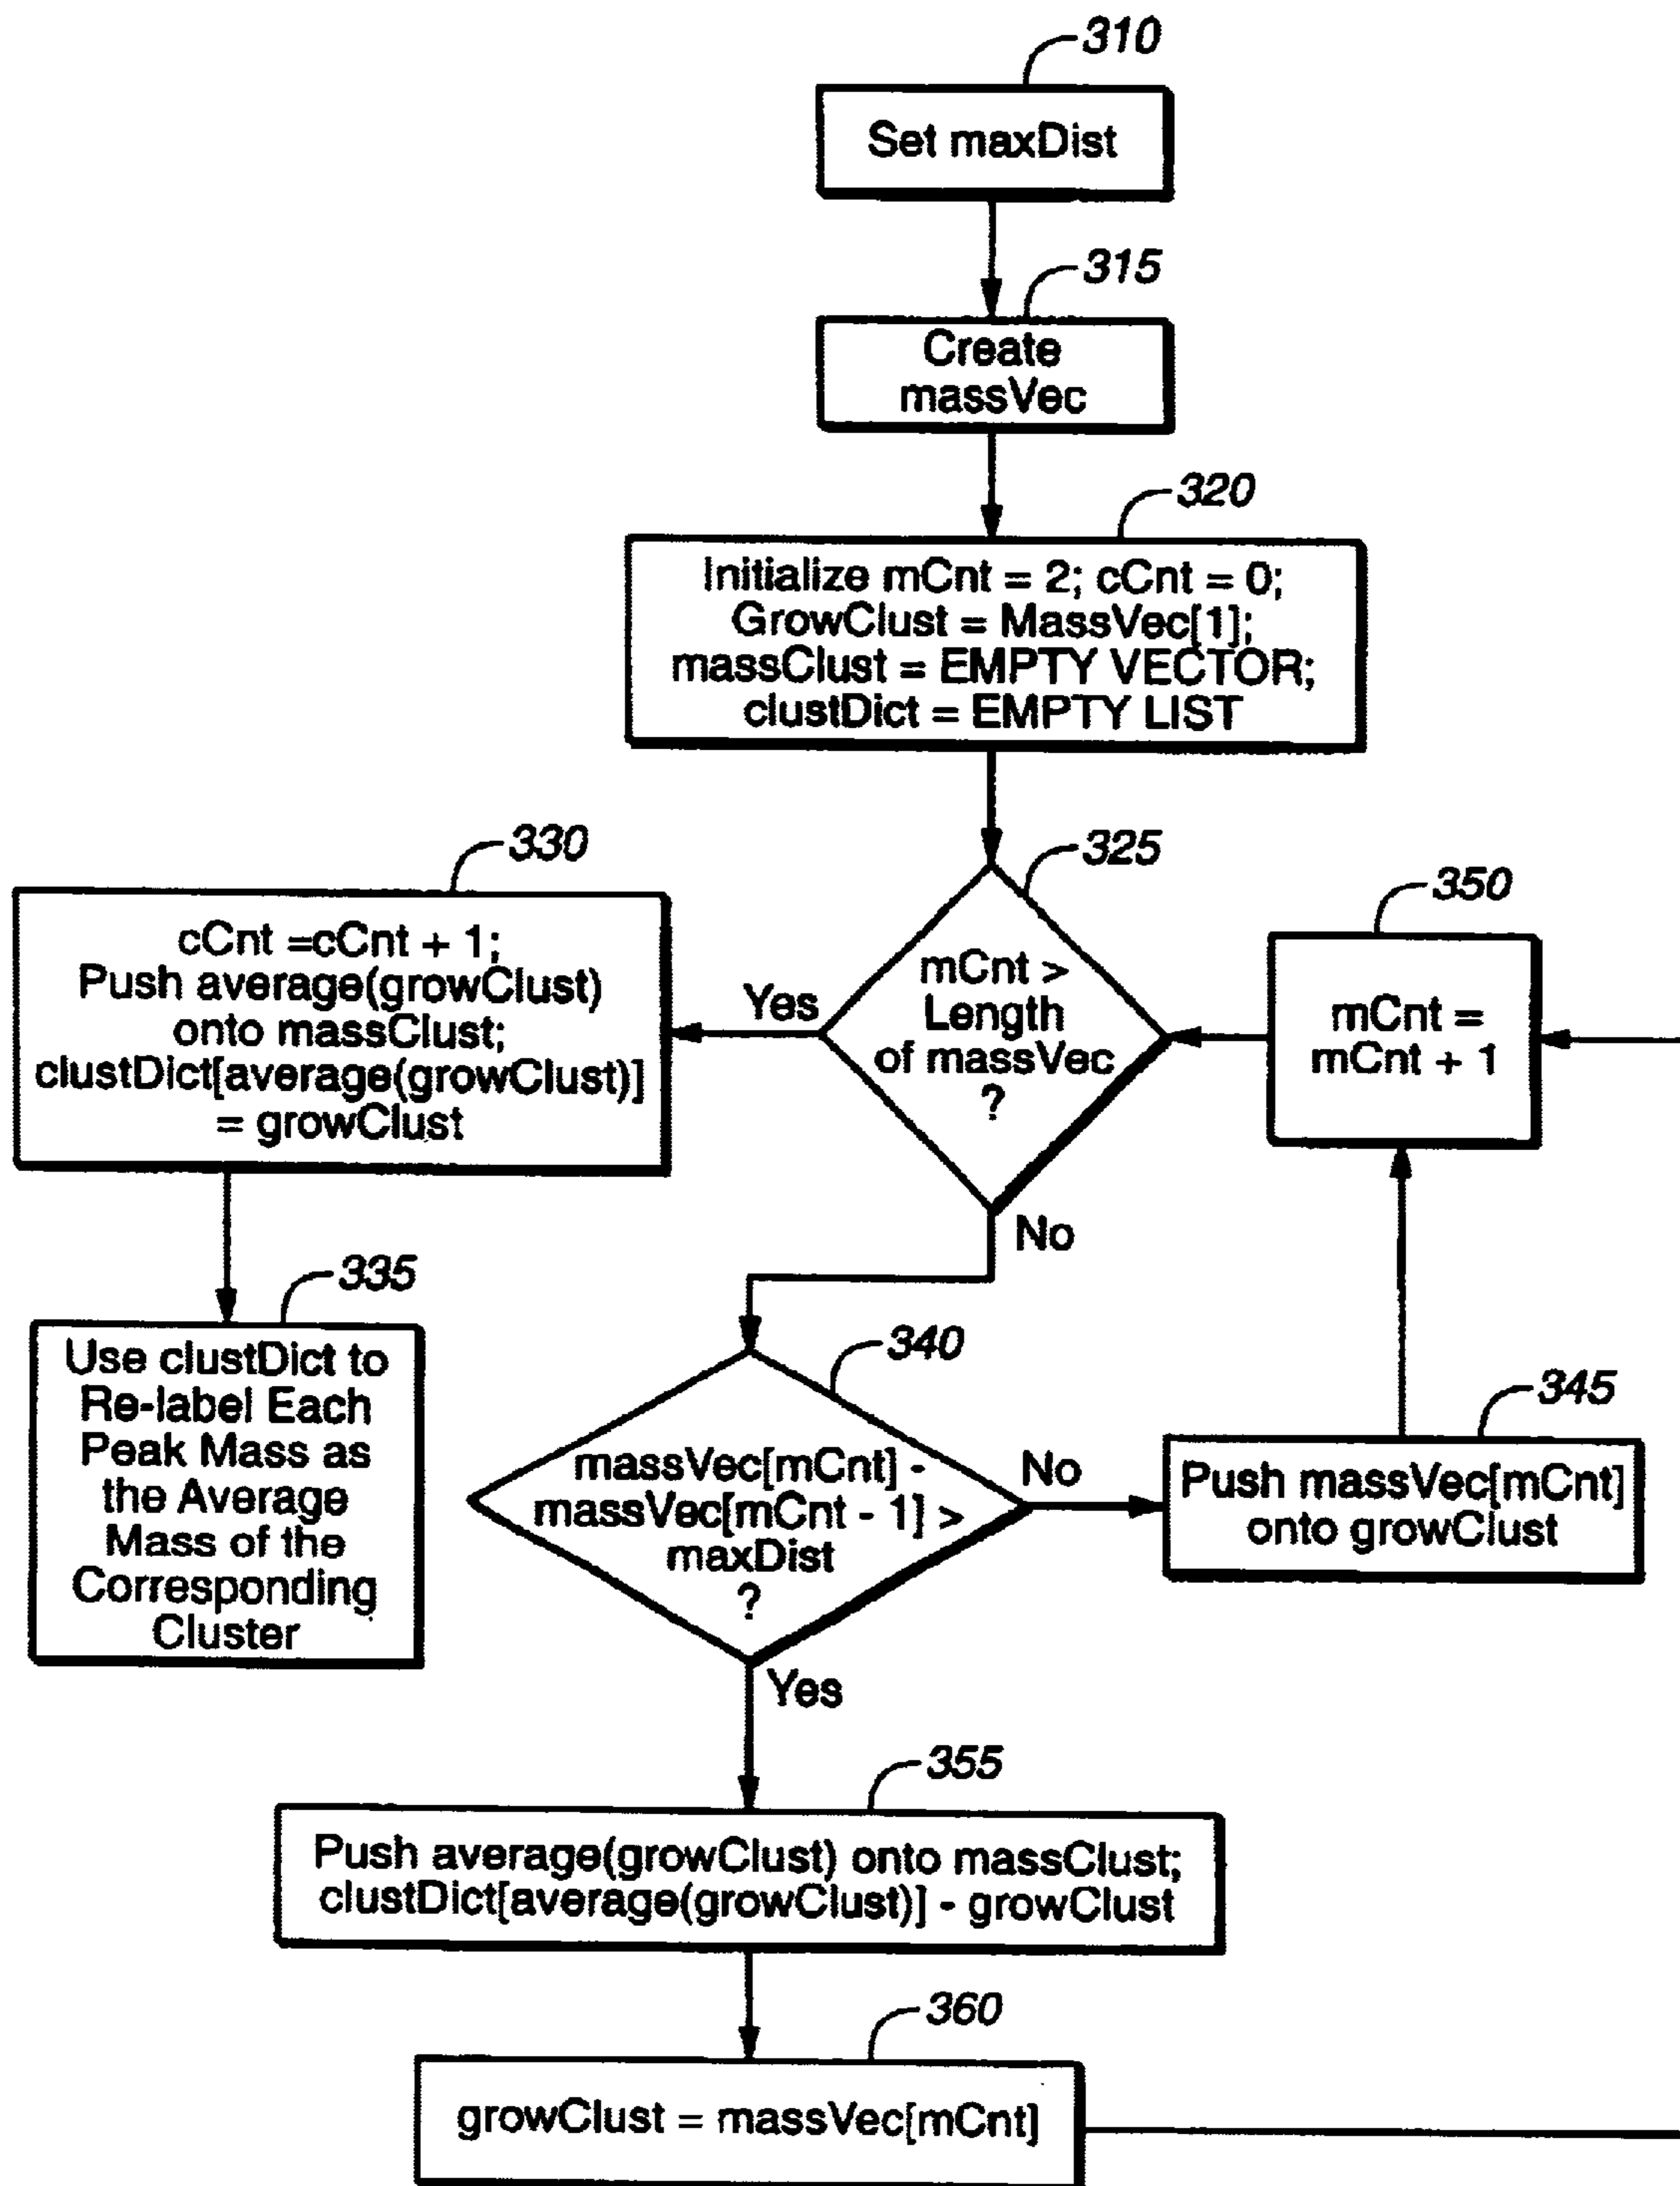 310
Set maxDist
315
Create
massVec
320
Initialize mCnt = 2; cCnt = 0;
GrowClust = MassVec[1];
massClust = EMPTY VECTOR;
clustDict = EMPTY LIST
325
mCnt >
Length
of massVec
?
Yes
No
330
cCnt =cCnt + 1;
Push average(growClust)
onto massClust;
clustDict[average(growClust)]
= growClust
350
mCnt =
mCnt + 1
335
Use clustDict to
Re-label Each
Peak Mass as
the Average
Mass of the
Corresponding
Cluster
340
massVec[mCnt] -
massVec[mCnt - 1] >
maxDist
?
No
Yes
345
Push massVec[mCnt]
onto growClust
355
Push average(growClust) onto massClust;
clustDict[average(growClust)] - growClust
360
growClust = massVec[mCnt]